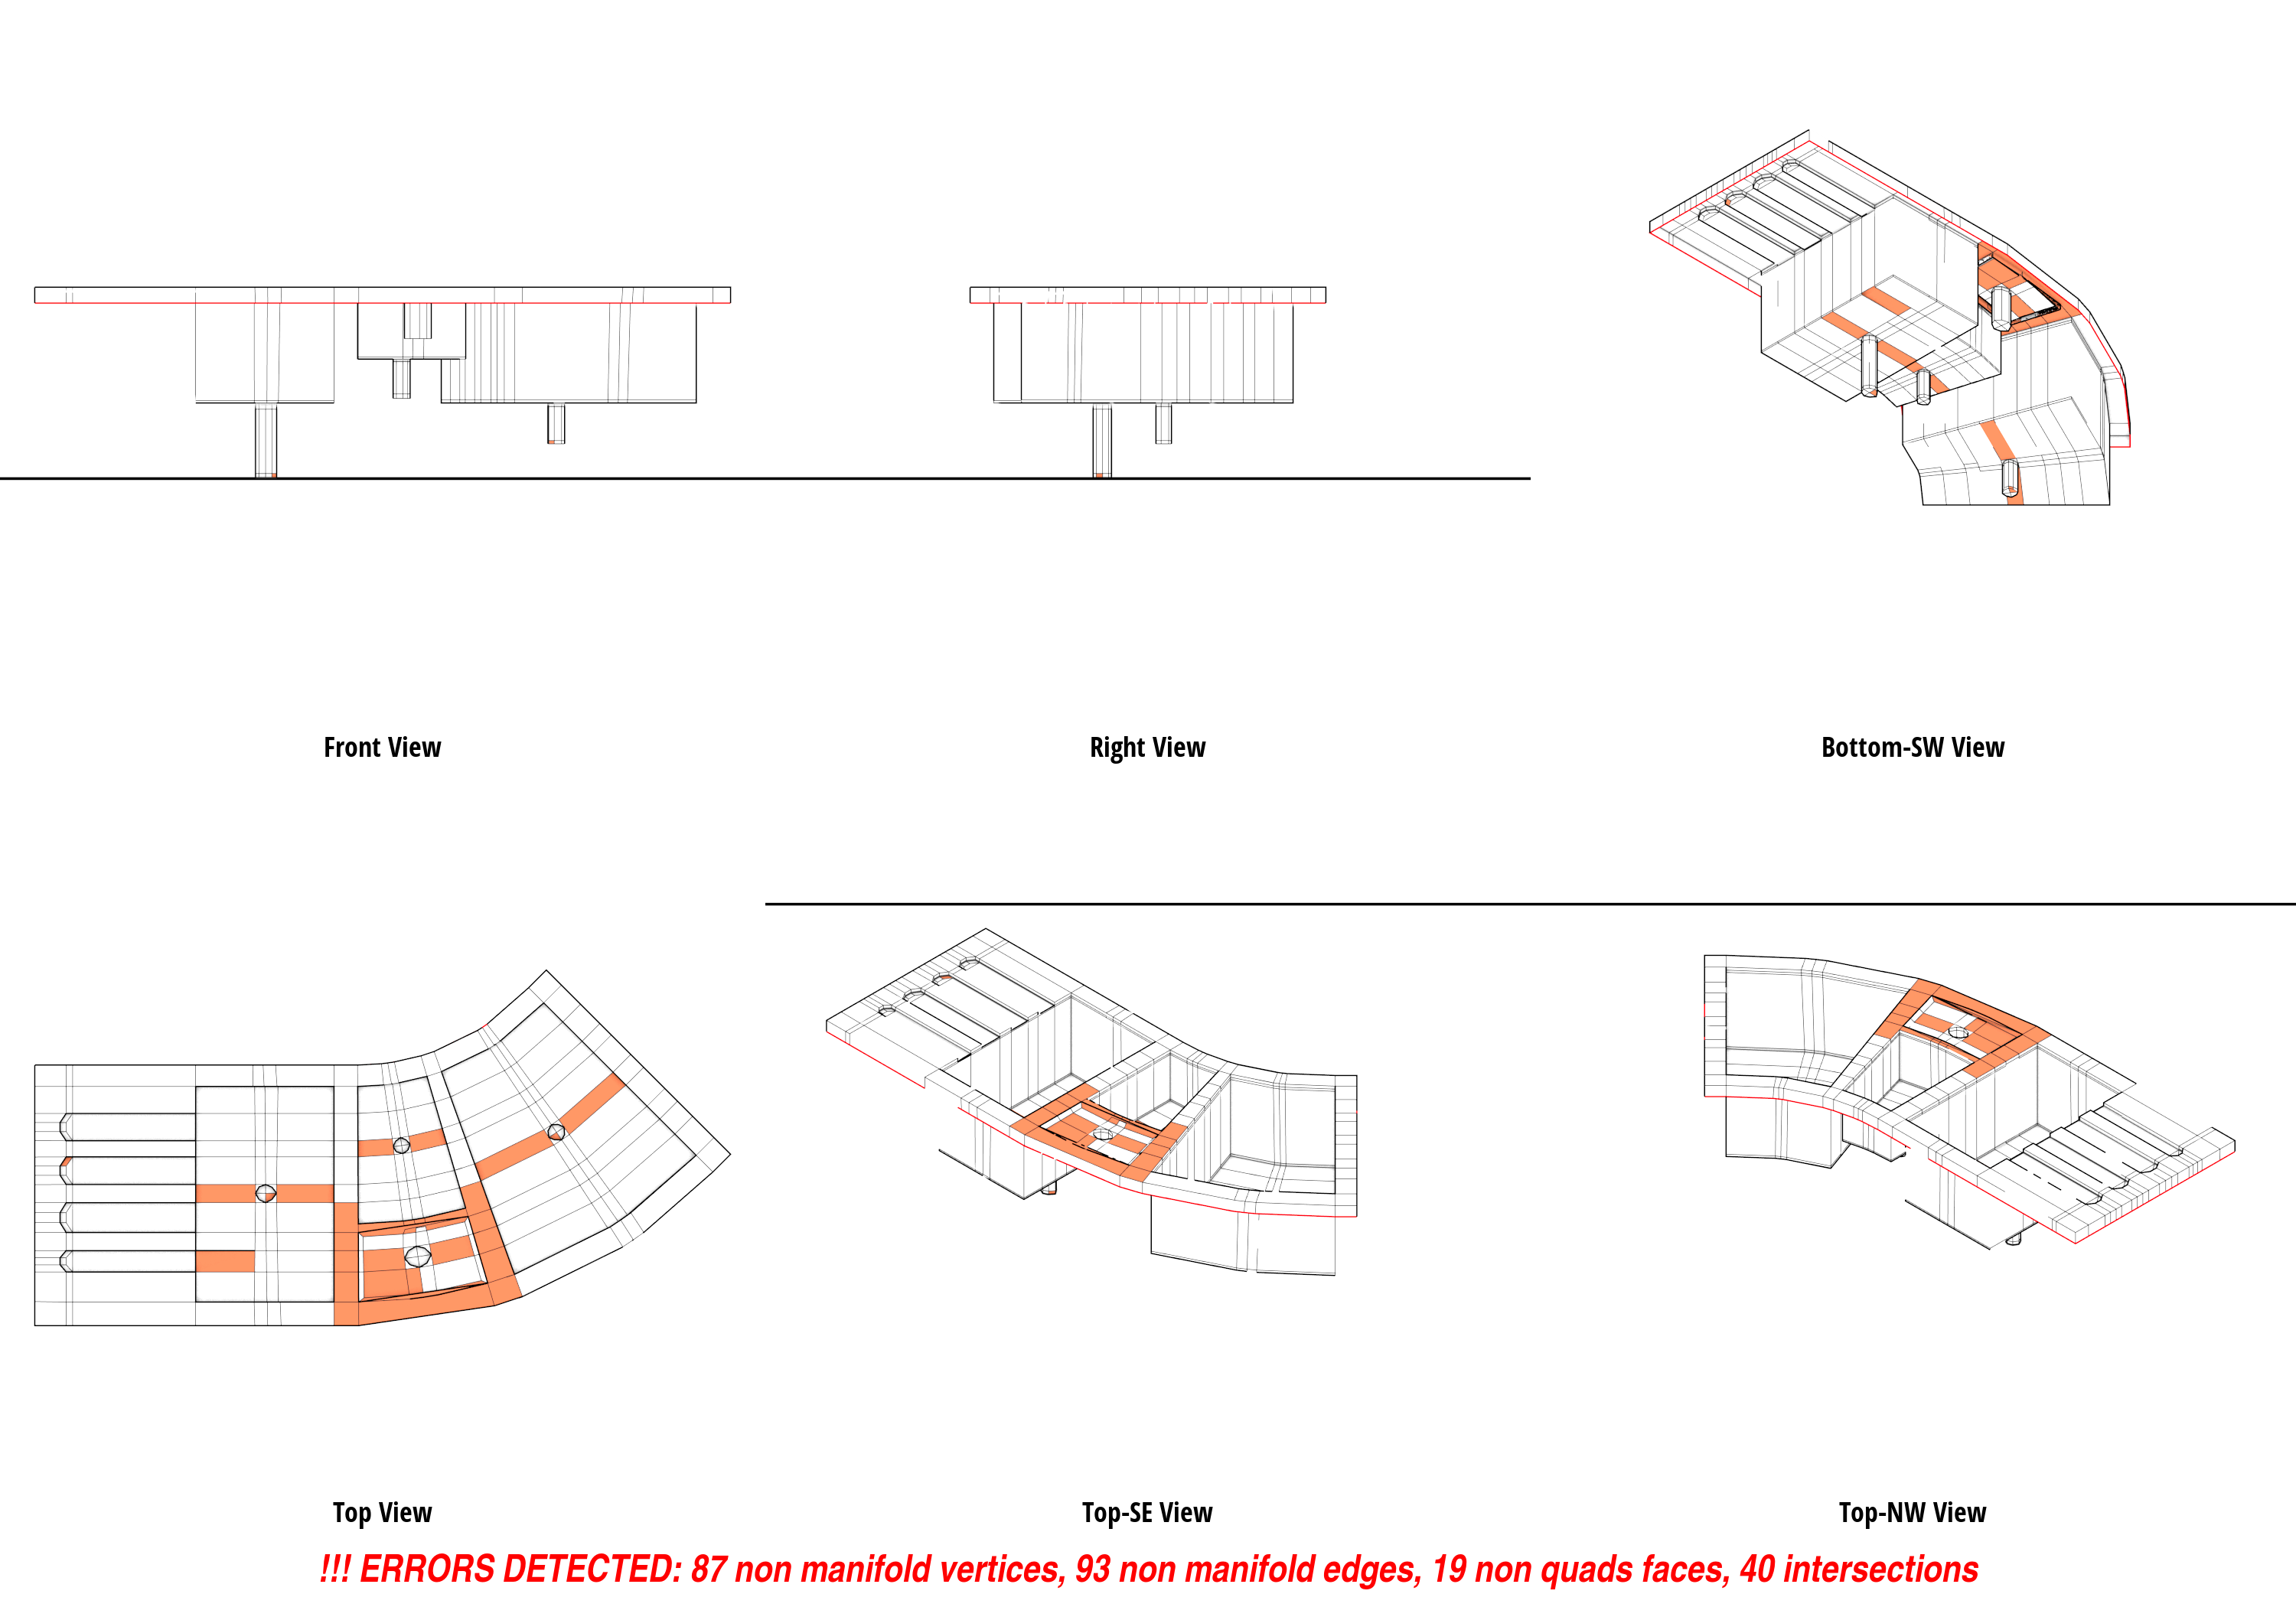 Front View
Right View
Bottom-SW View
Top View
Top-SE View
Top-NW View
!!! ERRORS DETECTED: 87 non manifold vertices, 93 non manifold edges, 19 non quads faces, 40 intersections